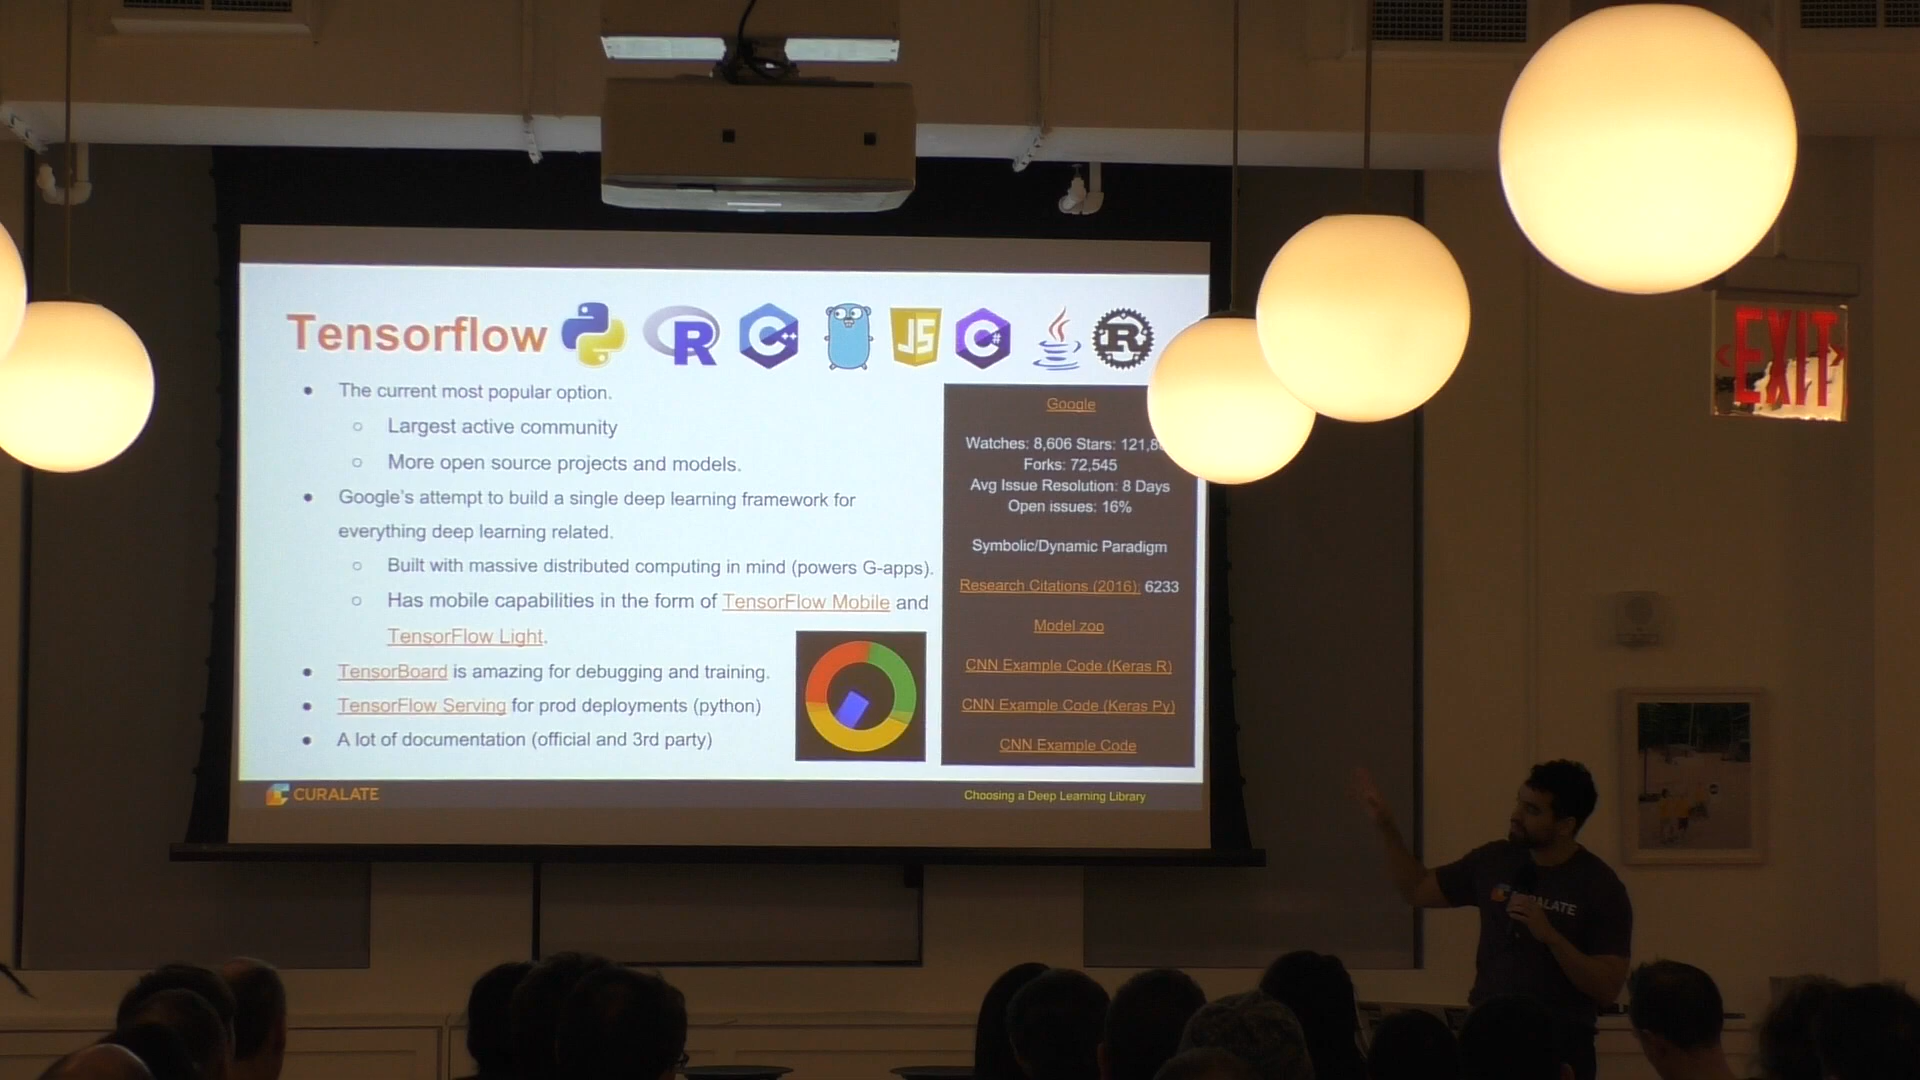 Tensorflow
R
C++
JS
C#
R
The current most popular option.
Largest active community
More open source projects and models.
Google's attempt to build a single deep learning framework for
everything deep learning related.
Built with massive distributed computing in mind (powers G-apps).
Has mobile capabilities in the form of TensorFlow Mobile and
TensorFlow Light.
TensorBoard is amazing for debugging and training.
TensorFlow Serving for prod deployments (python)
A lot of documentation (official and 3rd party)
Google
Watches: 8,606 Stars:
Forks: 72,545
Avg Issue Resolution: 8 Days
Open issues: 16%
Symbolic/Dynamic Paradigm
Research Citations (2016): 6233
Model zoo
CNN Example Code (Keras R)
CNN Example Code (Keras Py)
CNN Example Code
CURALATE
Choosing a Deep Learning Library
EXIT
CURALATE